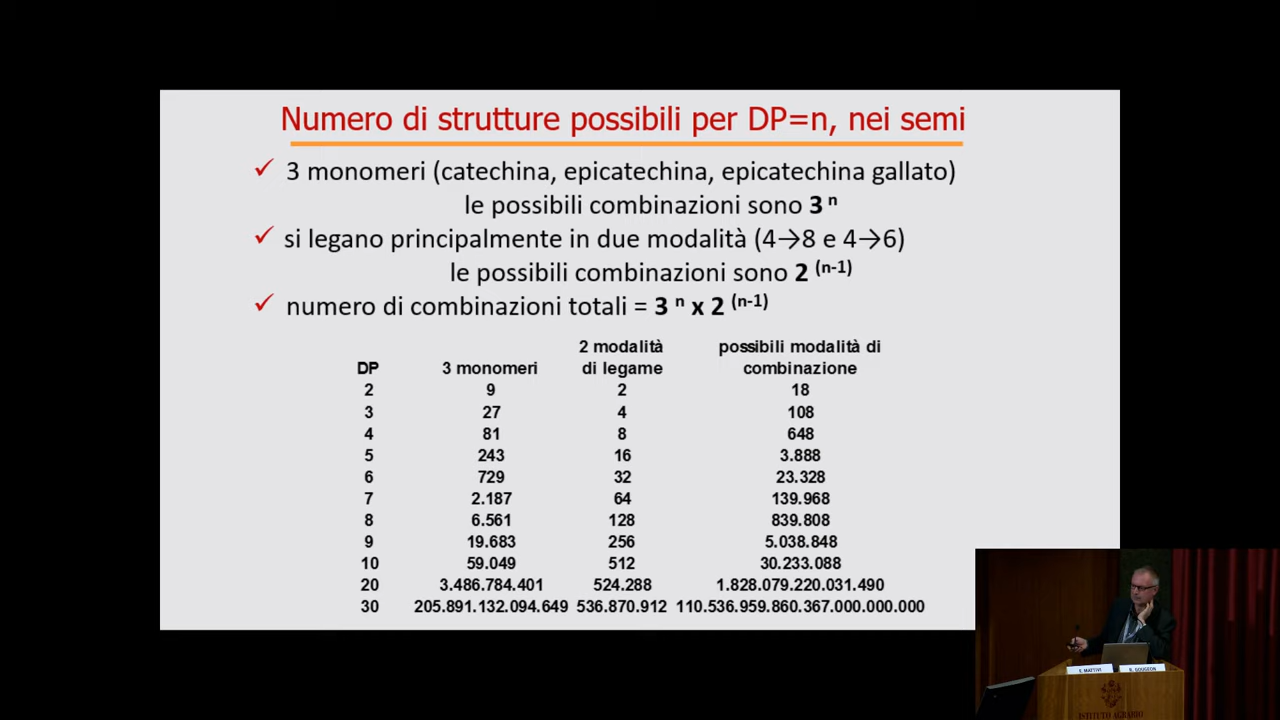 Numero di strutture possibili per DP=n, nei semi
✓ 3 monomeri (catechina, epicatechina, epicatechina gallato)
le possibili combinazioni sono 3 n
✓ si legano principalmente in due modalità (4→8 e 4→6)
le possibili combinazioni sono 2 (n-1)
✓ numero di combinazioni totali = 3 n x 2 (n-1)
2 modalità possibili modalità di
DP 3 monomeri di legame combinazione
2 9 2 18
3 27 4 108
4 81 8 648
5 243 16 3.888
6 729 32 23.328
7 2.187 64 139.968
8 6.561 128 839.808
9 19.683 256 5.038.848
10 59.049 512 30.233.088
20 3.486.784.401 524.288 1.828.079.220.031.490
30 205.891.132.094.649 536.870.912 110.536.959.860.367.000.000.000
F. MATTIVI R. GOUGEON
ISTITUTO AGRARIO